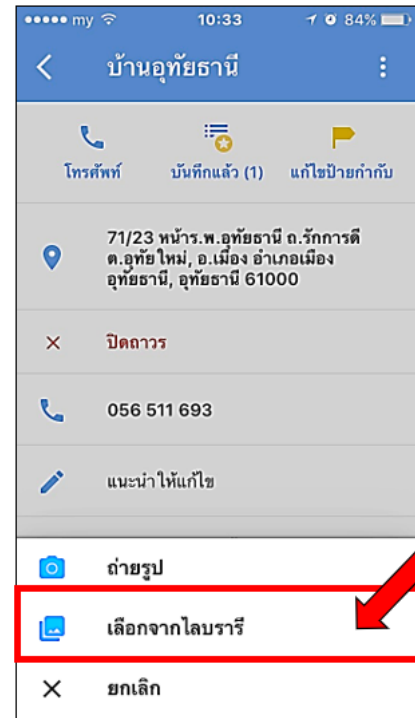 my 10:33 84%
บ้านอุทัยธานี
โทรศัพท์ บันทึกแล้ว (1) แก้ไขป้ายกำกับ
71/23 หน้าร.พ.อุทัยธานี ถ.รักการดี
ต.อุทัยใหม่, อ.เมือง อำเภอเมือง
อุทัยธานี, อุทัยธานี 61000
ปิดถาวร
056 511 693
แนะนำให้แก้ไข
ถ่ายรูป
เลือกจากไลบรารี
ยกเลิก